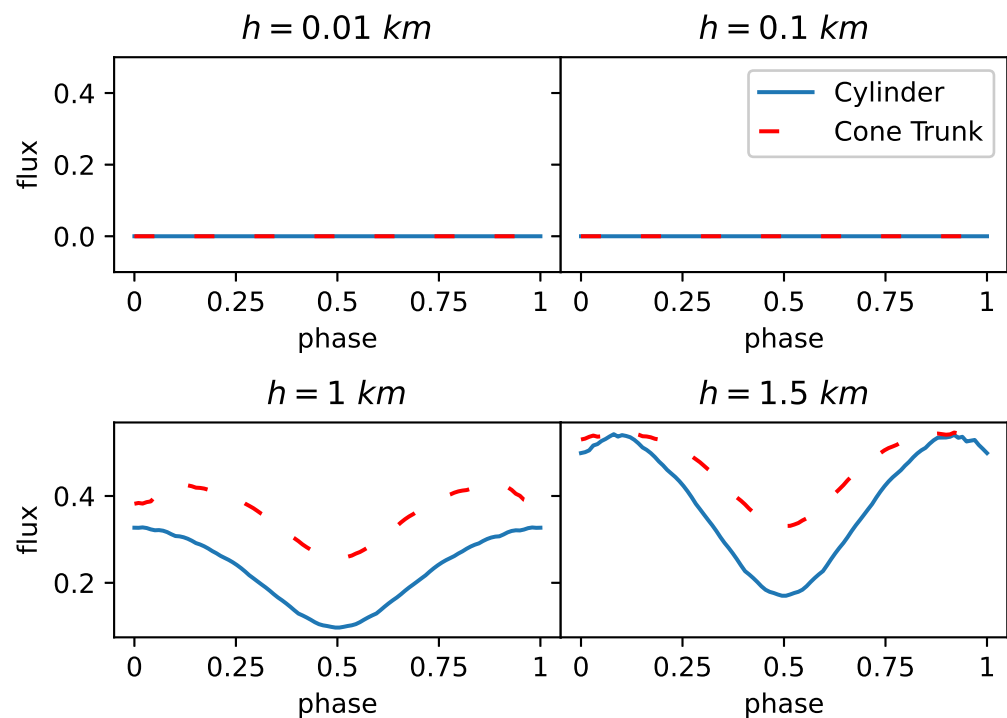 h = 0.01 km
h = 0.1 km
flux
0.4
0.2
0.0
Cylinder
Cone Trunk
0 0.25 0.5 0.75 1
0 0.25 0.5 0.75 1
phase
phase
h = 1 km
h = 1.5 km
flux
0.4
0.2
0 0.25 0.5 0.75 1
0 0.25 0.5 0.75 1
phase
phase